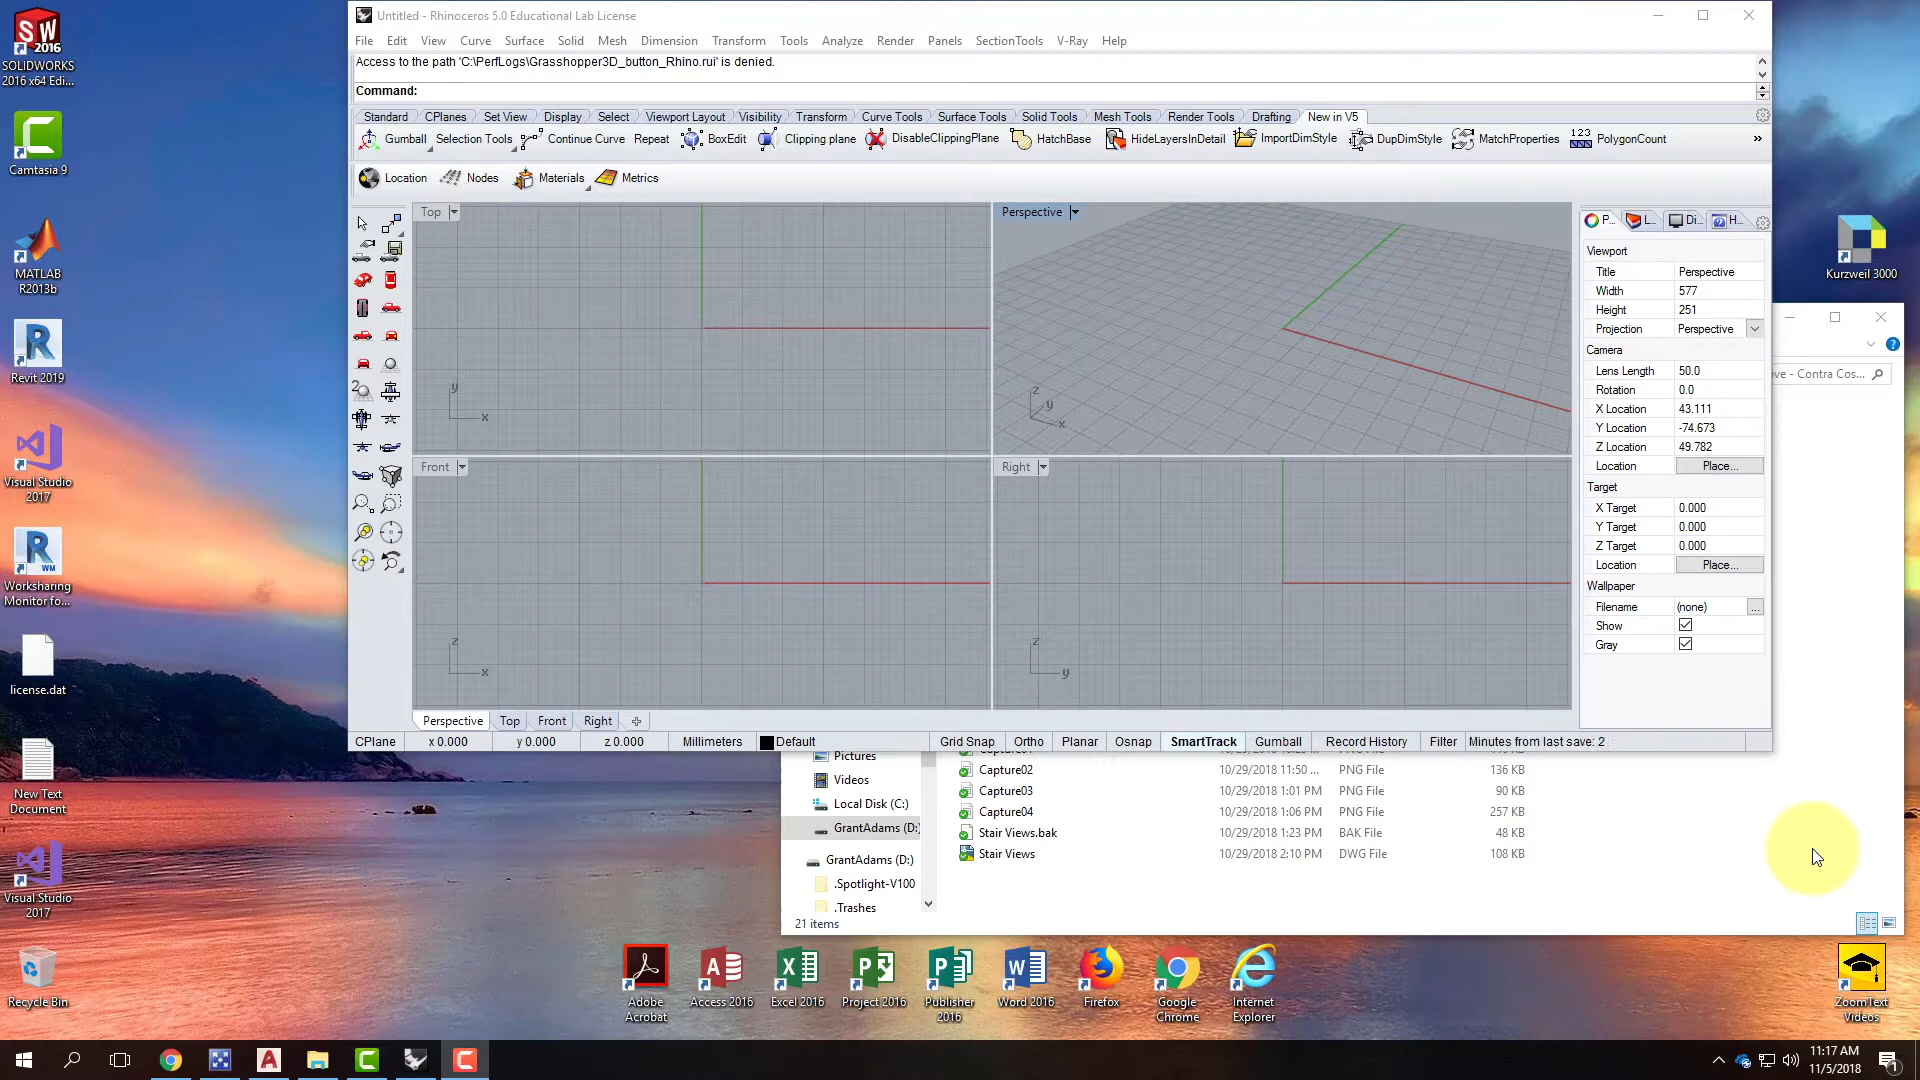 Untitled - Rhinoceros 5.0 Educational Lab License
File Edit View Curve Surface Solid Mesh Dimension Transform Tools Analyze Render Panels SectionTools V-Ray Help
Access to the path 'C:\PerfLogs\Grasshopper3D_button_Rhino.rui' is denied.
Command:
Standard CPlanes Set View Display Select Viewport Layout Visibility Transform Curve Tools Surface Tools Solid Tools Mesh Tools Render Tools Drafting New in V5
Gumball Selection Tools Continue Curve Repeat BoxEdit Clipping plane DisableClippingPlane HatchBase HideLayersInDetail ImportDimStyle DupDimStyle MatchProperties 123 PolygonCount »
Location Nodes Materials Metrics
Top
y
x
Perspective
z
y
x
Front
z
x
Right
z
y
P... L... Di... H...
Viewport
Title Perspective
Width 577
Height 251
Projection Perspective
Camera
Lens Length 50.0
Rotation 0.0
X Location 43.111
Y Location -74.673
Z Location 49.782
Location Place...
Target
X Target 0.000
Y Target 0.000
Z Target 0.000
Location Place...
Wallpaper
Filename (none) ...
Show
Gray
2
Perspective Top Front Right
CPlane x 0.000 y 0.000 z 0.000 Millimeters Default Grid Snap Ortho Planar Osnap SmartTrack Gumball Record History Filter Minutes from last save: 2
ive - Contra Cos...
Pictures
Videos
Local Disk (C:)
GrantAdams (D:)
GrantAdams (D:)
.Spotlight-V100
.Trashes
Capture02 10/29/2018 11:50 ... PNG File 136 KB
Capture03 10/29/2018 1:01 PM PNG File 90 KB
Capture04 10/29/2018 1:06 PM PNG File 257 KB
Stair Views.bak 10/29/2018 1:23 PM BAK File 48 KB
Stair Views 10/29/2018 2:10 PM DWG File 108 KB
21 items
SW
2016
SOLIDWORKS
2016 x64 Edi...
Camtasia 9
MATLAB
R2013b
Revit 2019
Visual Studio
2017
WM
Worksharing
Monitor fo...
license.dat
New Text
Document
Visual Studio
2017
Recycle Bin
Kurzweil 3000
ZoomText
Videos
Adobe
Acrobat
Access 2016
Excel 2016
Project 2016
Publisher
2016
Word 2016
Firefox
Google
Chrome
Internet
Explorer
11:17 AM
11/5/2018
1